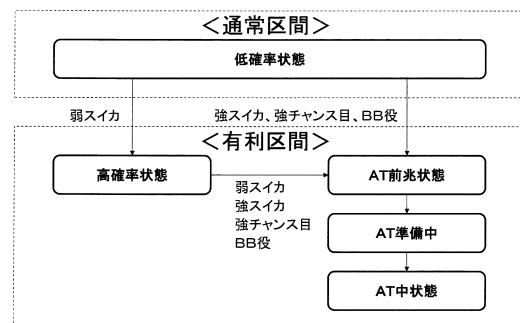 <通常区間>
低確率状態
弱スイカ
強スイカ、強チャンス目、BB役
<有利区間>
高確率状態
AT前兆状態
弱スイカ
強スイカ
強チャンス目
BB役
AT準備中
AT中状態